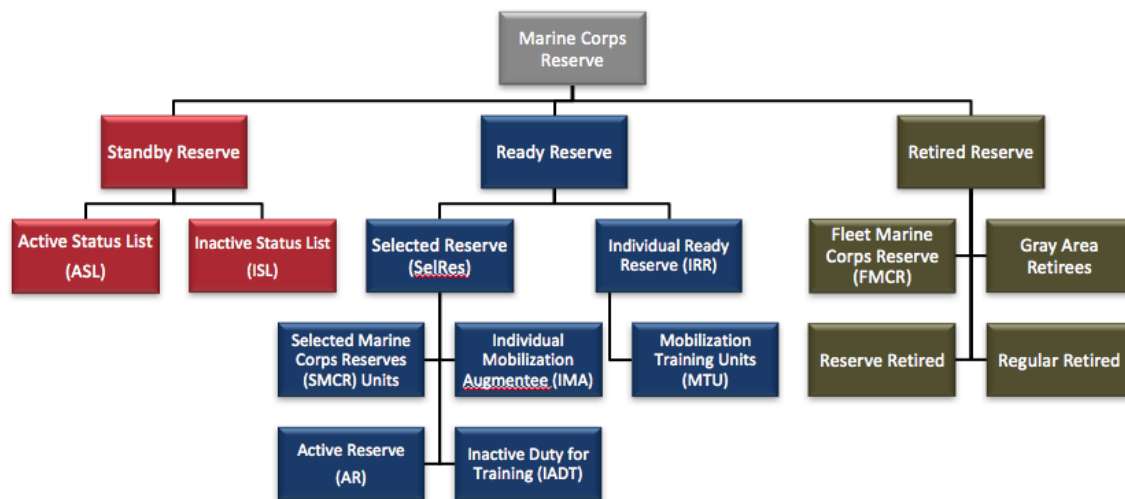 Marine Corps
Reserve
Standby Reserve
Ready Reserve
Retired Reserve
Active Status List
(ASL)
Inactive Status List
(ISL)
Selected Reserve
(SelRes)
Individual Ready
Reserve (IRR)
Fleet Marine
Corps Reserve
(FMCR)
Gray Area
Retirees
Selected Marine
Corps Reserves
(SMCR) Units
Individual
Mobilization
Augmentee (IMA)
Mobilization
Training Units
(MTU)
Reserve Retired
Regular Retired
Active Reserve
(AR)
Inactive Duty for
Training (IADT)